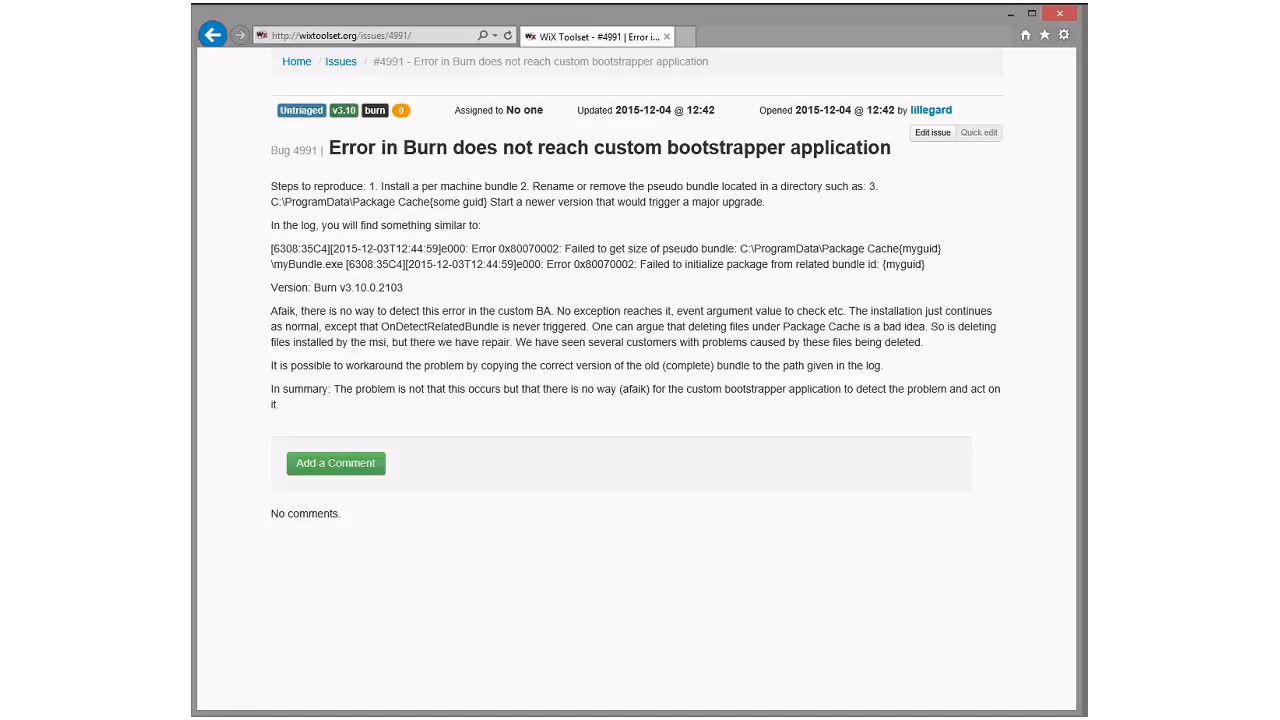 http://wixtoolset.org/issues/4991/
WiX Toolset - #4991 | Error i...
Home / Issues / #4991 - Error in Burn does not reach custom bootstrapper application
Untriaged v3.10 burn 0 Assigned to No one Updated 2015-12-04 @ 12:42 Opened 2015-12-04 @ 12:42 by lillegard
Edit issue Quick edit
Bug 4991 | Error in Burn does not reach custom bootstrapper application
Steps to reproduce: 1. Install a per machine bundle 2. Rename or remove the pseudo bundle located in a directory such as: 3.
C:\ProgramData\Package Cache{some guid} Start a newer version that would trigger a major upgrade.
In the log, you will find something similar to:
[6308:35C4][2015-12-03T12:44:59]e000: Error 0x80070002: Failed to get size of pseudo bundle: C:\ProgramData\Package Cache{myguid}
\myBundle.exe [6308:35C4][2015-12-03T12:44:59]e000: Error 0x80070002: Failed to initialize package from related bundle id: {myguid}
Version: Burn v3.10.0.2103
Afaik, there is no way to detect this error in the custom BA. No exception reaches it, event argument value to check etc. The installation just continues
as normal, except that OnDetectRelatedBundle is never triggered. One can argue that deleting files under Package Cache is a bad idea. So is deleting
files installed by the msi, but there we have repair. We have seen several customers with problems caused by these files being deleted.
It is possible to workaround the problem by copying the correct version of the old (complete) bundle to the path given in the log.
In summary: The problem is not that this occurs but that there is no way (afaik) for the custom bootstrapper application to detect the problem and act on
it.
Add a Comment
No comments.